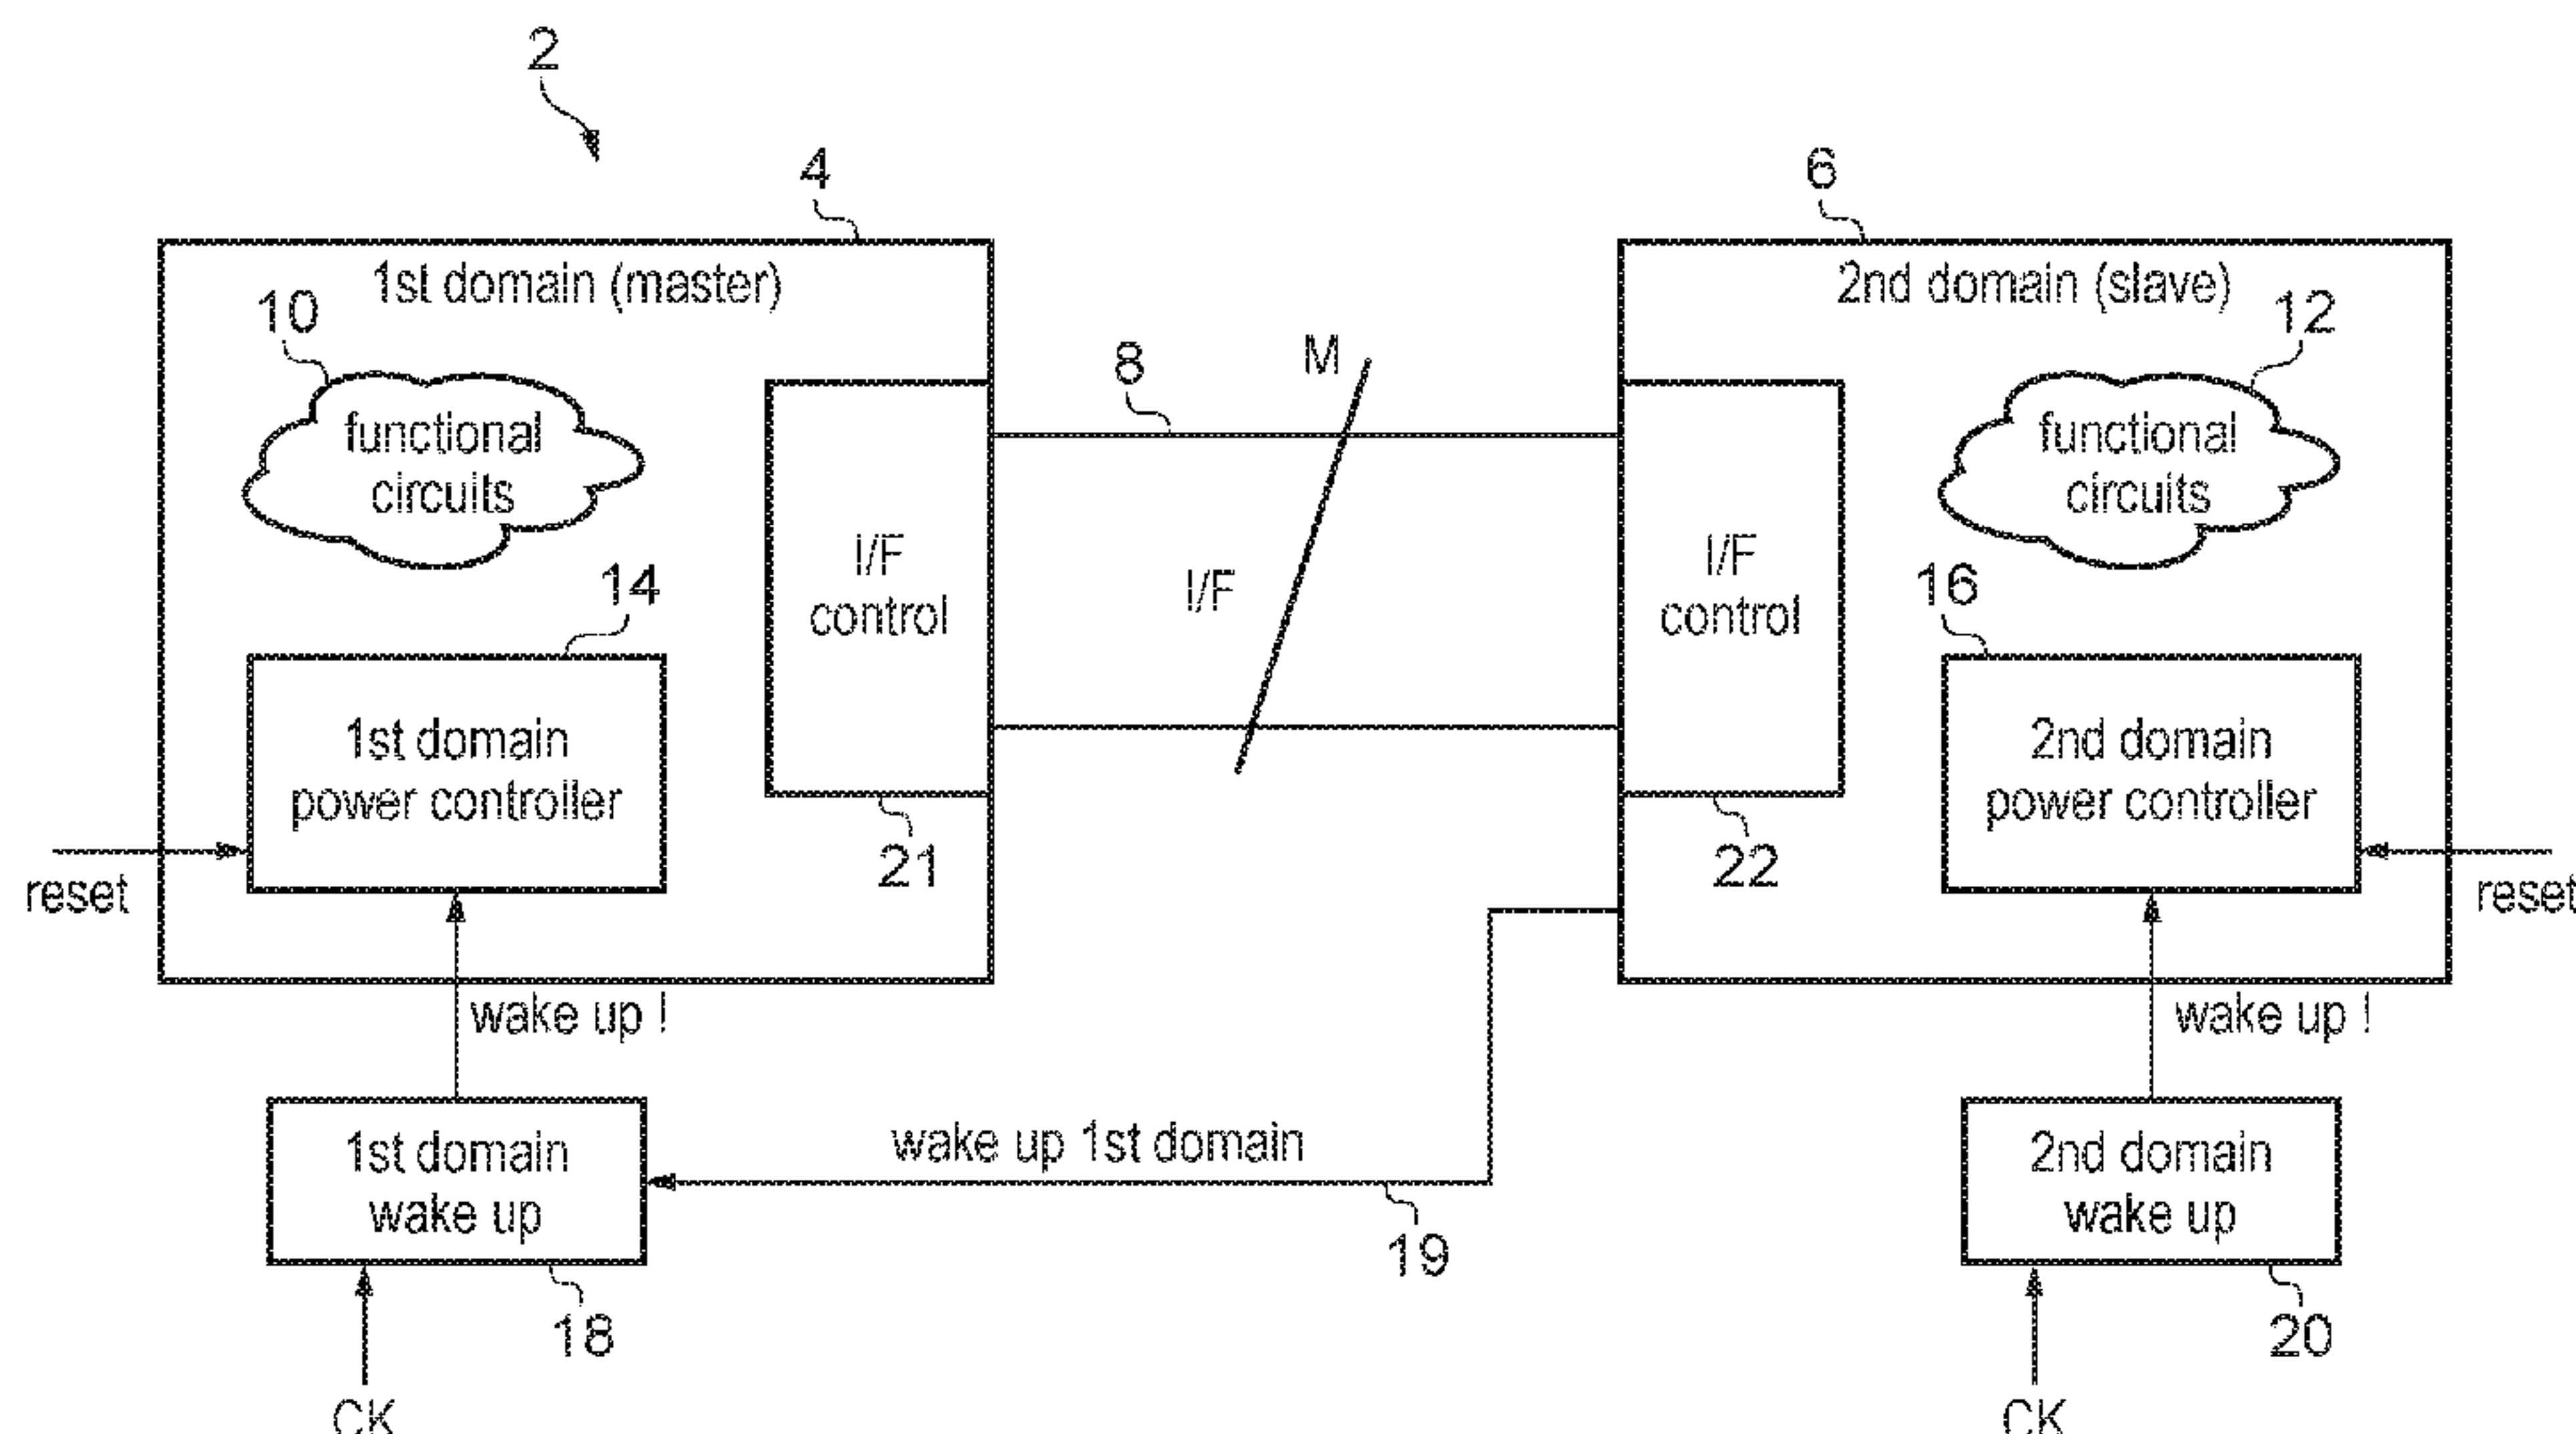 2
4
6
1st domain (master)
2nd domain (slave)
10
12
M
8
functional
circuits
functional
circuits
I/F
control
I/F
I/F
control
14
16
1st domain
power controller
2nd domain
power controller
21
22
reset
reset
wake up !
wake up !
1st domain
wake up
wake up 1st domain
2nd domain
wake up
19
18
20
CK
CK